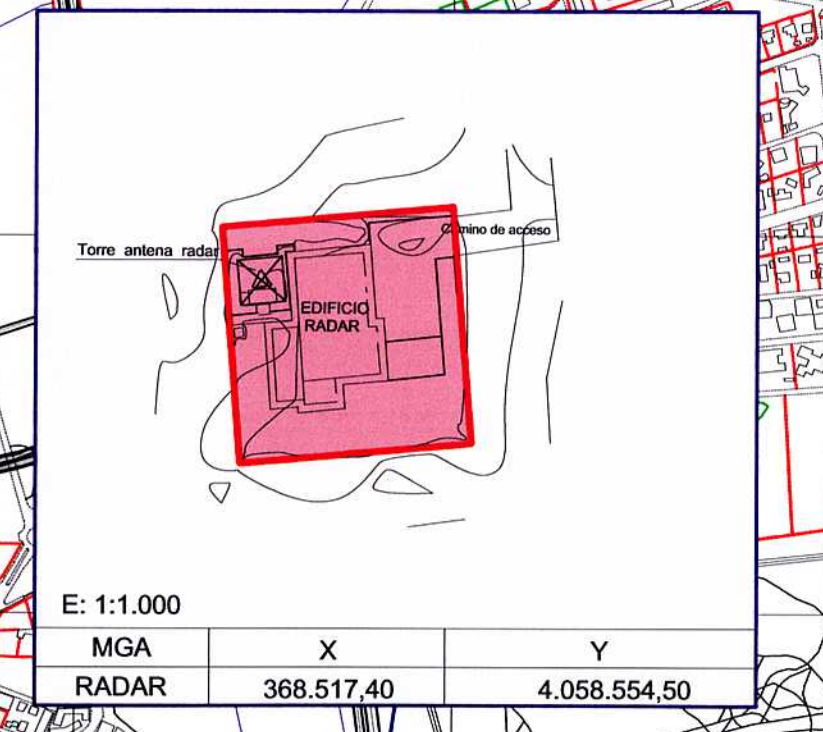 Torre antena radar
Camino de acceso
EDIFICIO
RADAR
E: 1:1.000
MGA X Y
RADAR 368.517,40 4.058.554,50